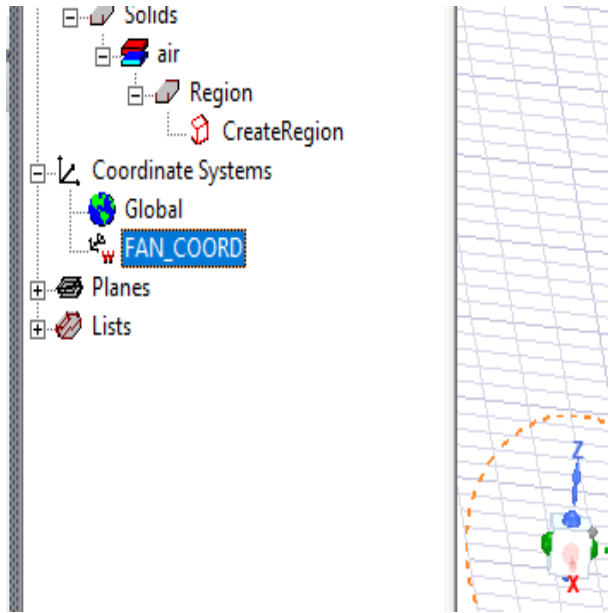 Solids
air
Region
CreateRegion
Coordinate Systems
Global
W
FAN_COORD
Planes
Lists
Z
X